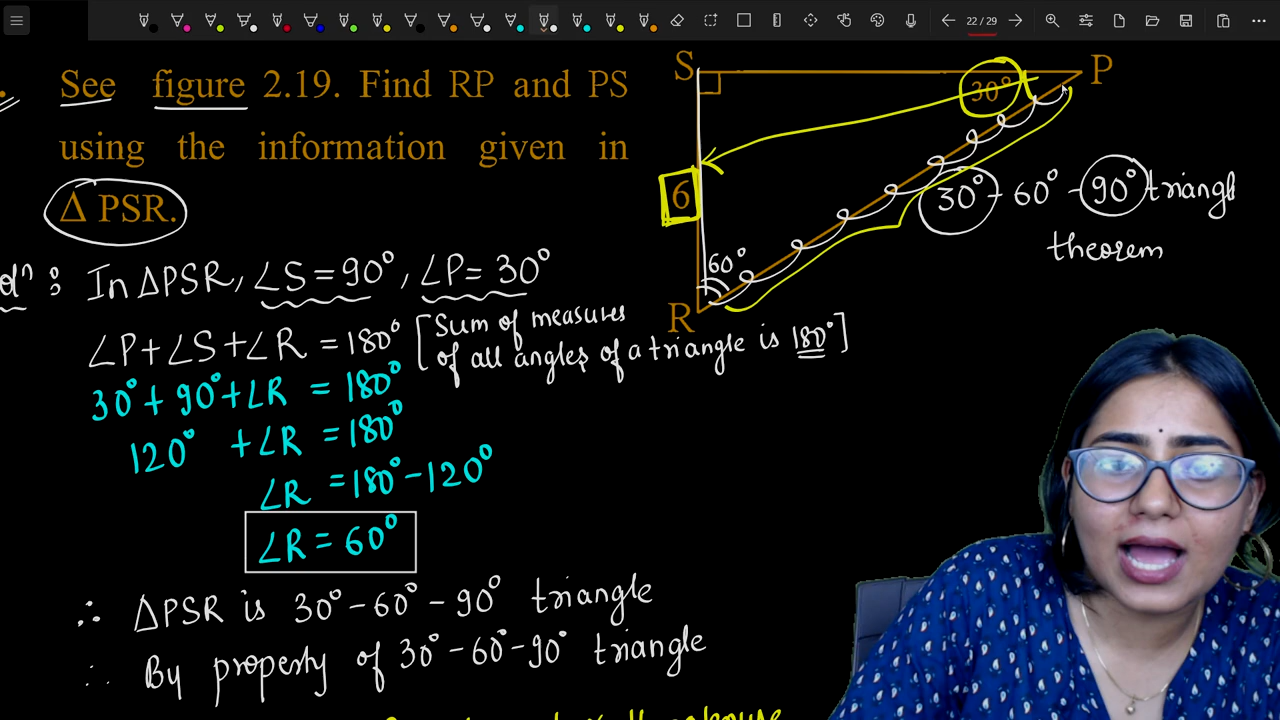 22 / 29
See figure 2.19. Find RP and PS
using the information given in
Δ PSR.
S
30°
P
6
60°
R
30° - 60° - 90° triangle
theorem
: In ΔPSR, ∠S = 90°, ∠P = 30°
∠P + ∠S + ∠R = 180° [Sum of measures
of all angles of a triangle is 180°]
30° + 90° + ∠R = 180°
120° + ∠R = 180°
∠R = 180° - 120°
∠R = 60°
∴ ΔPSR is 30° - 60° - 90° triangle
∴ By property of 30° - 60° - 90° triangle